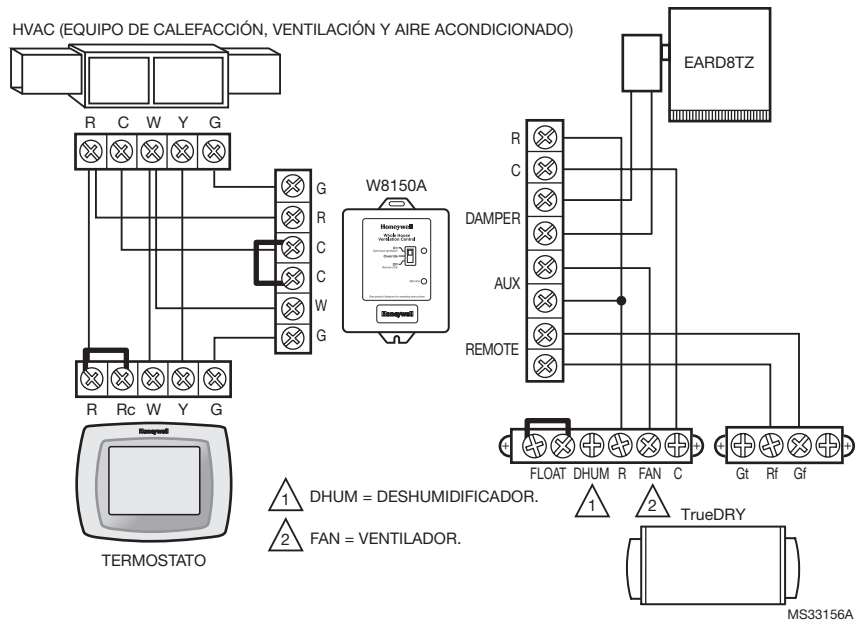 HVAC (EQUIPO DE CALEFACCIÓN, VENTILACIÓN Y AIRE ACONDICIONADO)
R C W Y G
G
R
C
C
W
G
W8150A
Honeywell
Whole House
Ventilation Control
Override
Honeywell
EARD8TZ
R
C
DAMPER
AUX
REMOTE
R Rc W Y G
Honeywell
TERMOSTATO
1 DHUM = DESHUMIDIFICADOR.
2 FAN = VENTILADOR.
FLOAT DHUM R FAN C
1 2
Gt Rf Gf
TrueDRY
MS33156A